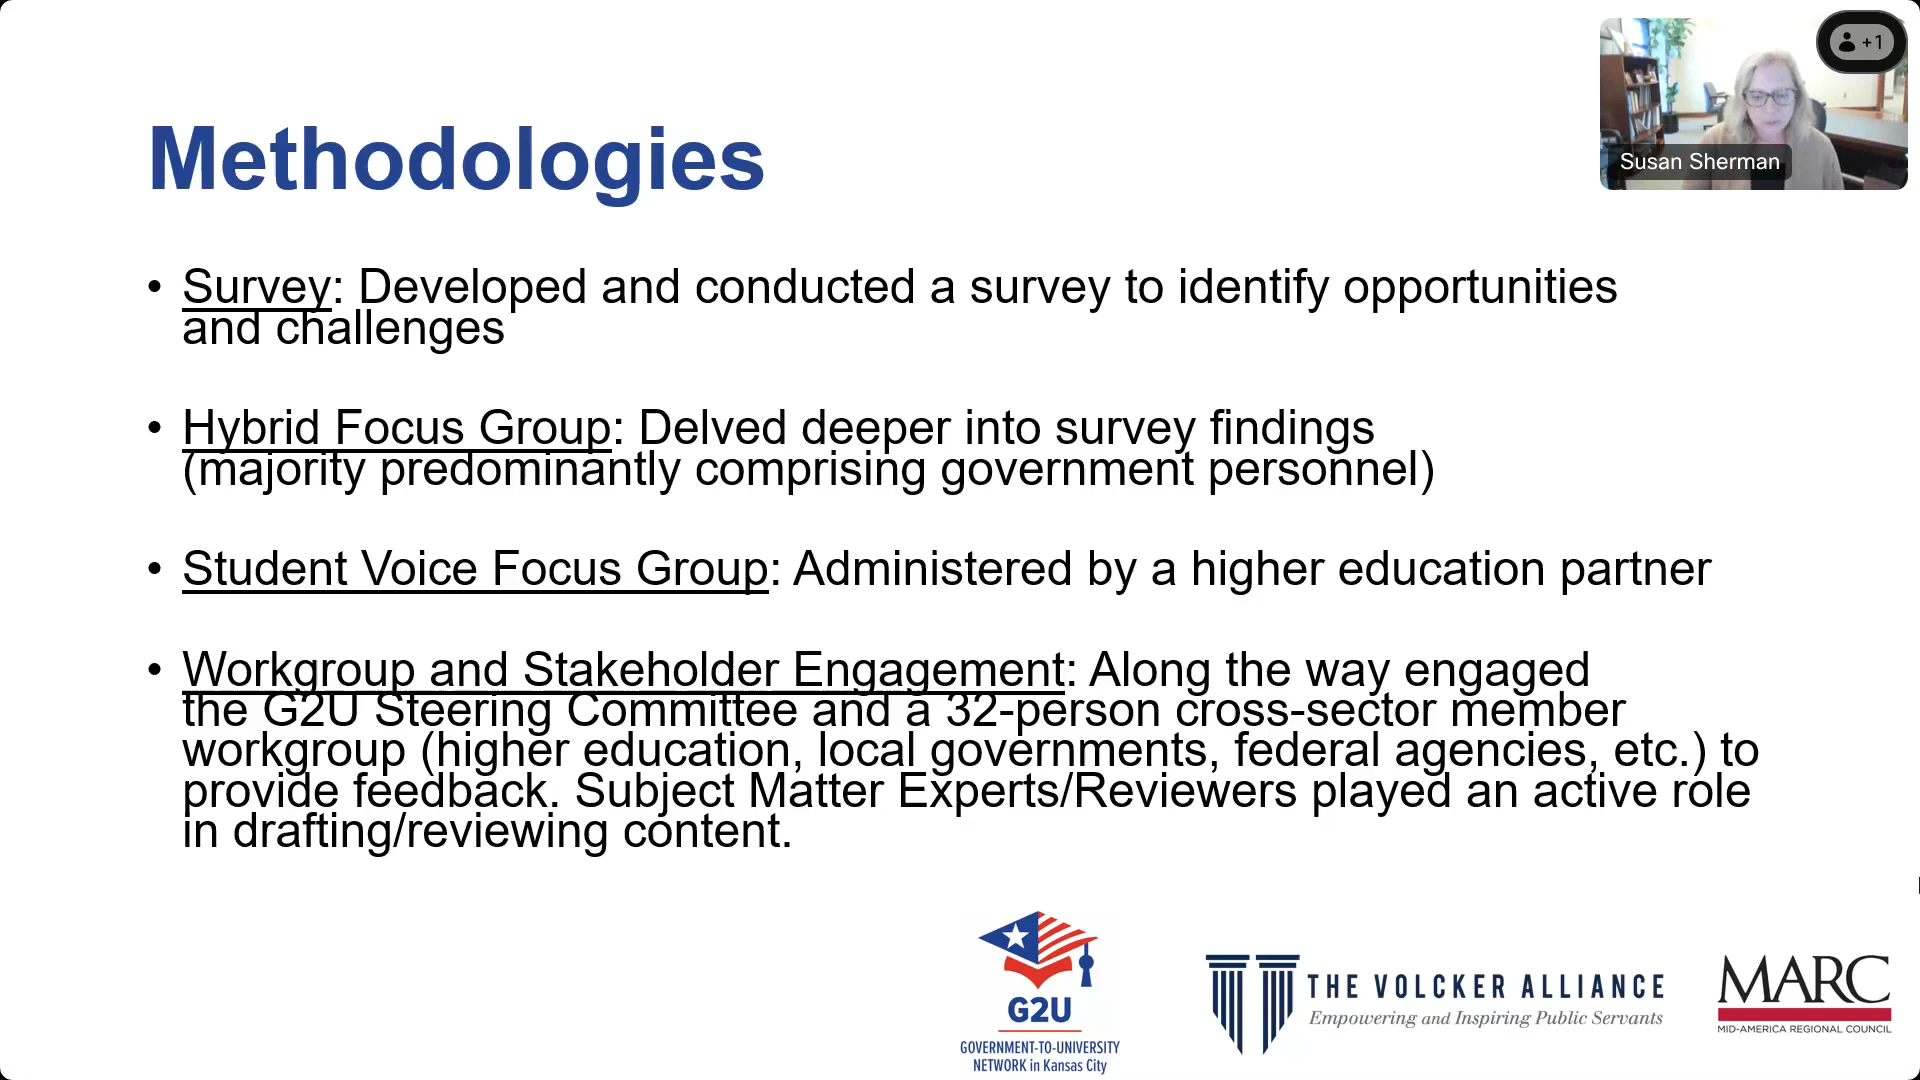 +1
Susan Sherman
Methodologies
• Survey: Developed and conducted a survey to identify opportunities
and challenges
• Hybrid Focus Group: Delved deeper into survey findings
(majority predominantly comprising government personnel)
• Student Voice Focus Group: Administered by a higher education partner
• Workgroup and Stakeholder Engagement: Along the way engaged
the G2U Steering Committee and a 32-person cross-sector member
workgroup (higher education, local governments, federal agencies, etc.) to
provide feedback. Subject Matter Experts/Reviewers played an active role
in drafting/reviewing content.
G2U
GOVERNMENT-TO-UNIVERSITY
NETWORK in Kansas City
THE VOLCKER ALLIANCE
Empowering and Inspiring Public Servants
MARC
MID-AMERICA REGIONAL COUNCIL